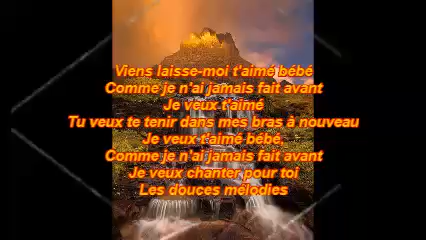 Viens laisse-moi t'aimé bébé
Comme je n'ai jamais fait avant
Je veux t'aimé
Tu veux te tenir dans mes bras à nouveau
Je veux t'aimé bébé,
Comme je n'ai jamais fait avant
Je veux chanter pour toi
Les douces mélodies